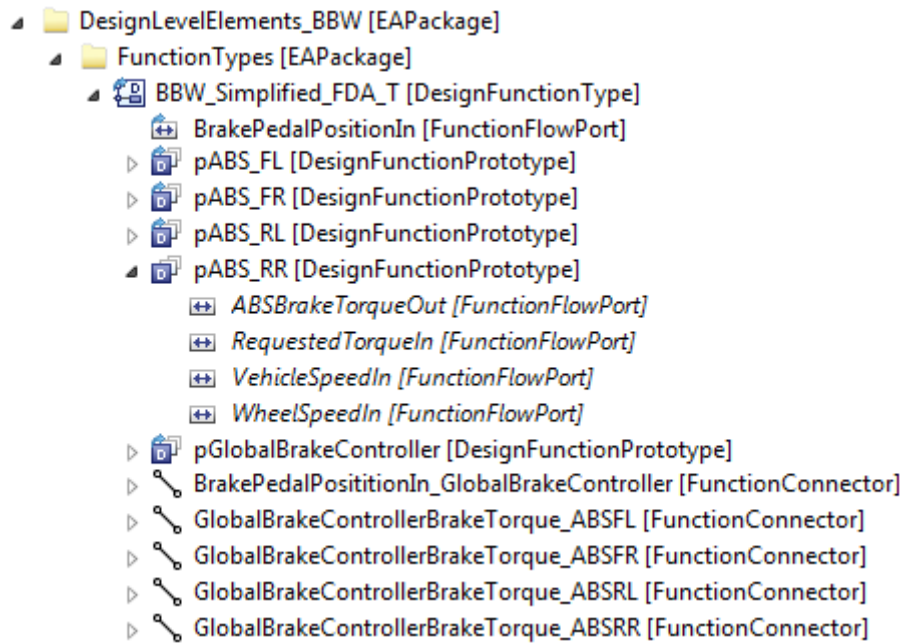 DesignLevelElements_BBW [EAPackage]
FunctionTypes [EAPackage]
BBW_Simplified_FDA_T [DesignFunctionType]
BrakePedalPositionIn [FunctionFlowPort]
pABS_FL [DesignFunctionPrototype]
pABS_FR [DesignFunctionPrototype]
pABS_RL [DesignFunctionPrototype]
pABS_RR [DesignFunctionPrototype]
ABSBrakeTorqueOut [FunctionFlowPort]
RequestedTorqueIn [FunctionFlowPort]
VehicleSpeedIn [FunctionFlowPort]
WheelSpeedIn [FunctionFlowPort]
pGlobalBrakeController [DesignFunctionPrototype]
BrakePedalPosititionIn_GlobalBrakeController [FunctionConnector]
GlobalBrakeControllerBrakeTorque_ABSFL [FunctionConnector]
GlobalBrakeControllerBrakeTorque_ABSFR [FunctionConnector]
GlobalBrakeControllerBrakeTorque_ABSRL [FunctionConnector]
GlobalBrakeControllerBrakeTorque_ABSRR [FunctionConnector]